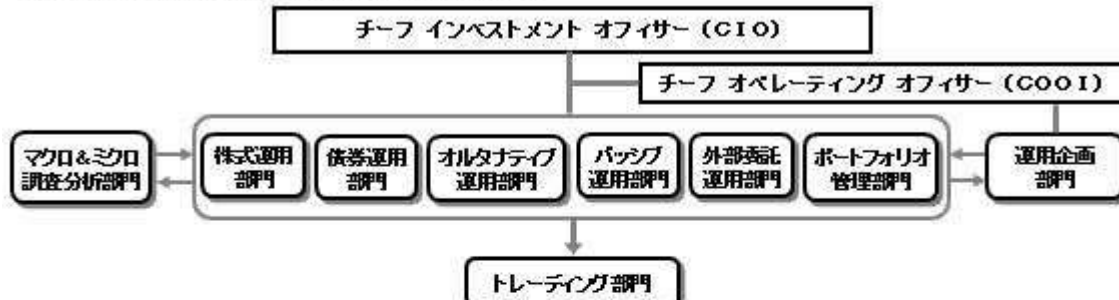 チーフ インベストメント オフィサー (CIO)
チーフ オペレーティング オフィサー (COOI)
マクロ&ミクロ
調査分析部門
株式運用
部門
債券運用
部門
オルタナティブ
運用部門
パッシブ
運用部門
外部委託
運用部門
ポートフォリオ
管理部門
運用企画
部門
トレーディング部門